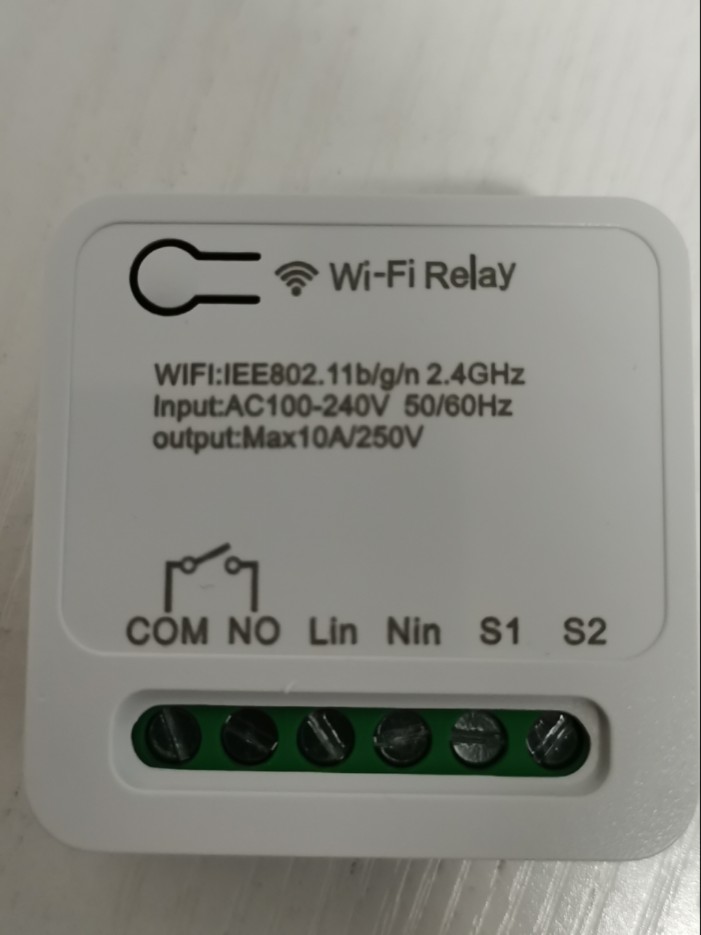 Wi-Fi Relay
WIFI:IEE802.11b/g/n 2.4GHz
Input:AC100-240V 50/60Hz
output:Max10A/250V
COM NO Lin Nin S1 S2